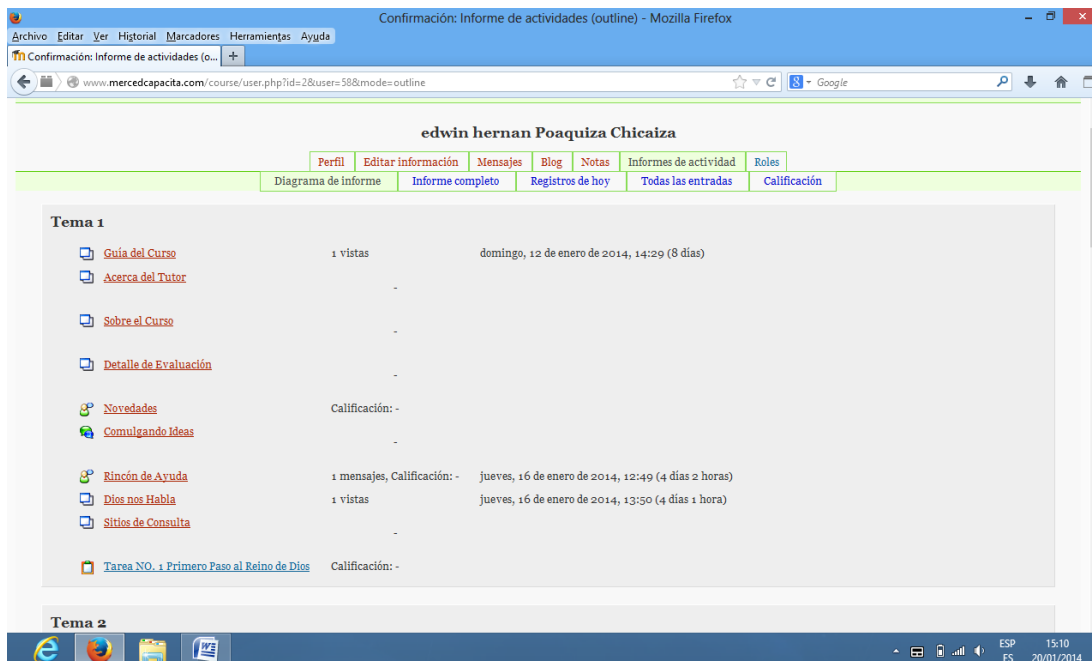 Confirmación: Informe de actividades (outline) - Mozilla Firefox
Archivo Editar Ver Historial Marcadores Herramientas Ayuda
Confirmación: Informe de actividades (o...
www.mercedcapacita.com/course/user.php?id=2&user=58&mode=outline Google
edwin hernan Poaquiza Chicaiza
Perfil Editar información Mensajes Blog Notas Informes de actividad Roles
Diagrama de informe Informe completo Registros de hoy Todas las entradas Calificación
Tema 1
Guía del Curso 1 vistas domingo, 12 de enero de 2014, 14:29 (8 días)
Acerca del Tutor -
Sobre el Curso -
Detalle de Evaluación -
Novedades Calificación: -
Comulgando Ideas -
Rincón de Ayuda 1 mensajes, Calificación: - jueves, 16 de enero de 2014, 12:49 (4 días 2 horas)
Dios nos Habla 1 vistas jueves, 16 de enero de 2014, 13:50 (4 días 1 hora)
Sitios de Consulta -
Tarea NO. 1 Primero Paso al Reino de Dios Calificación: -
Tema 2
ESP 15:10
ES 20/01/2014